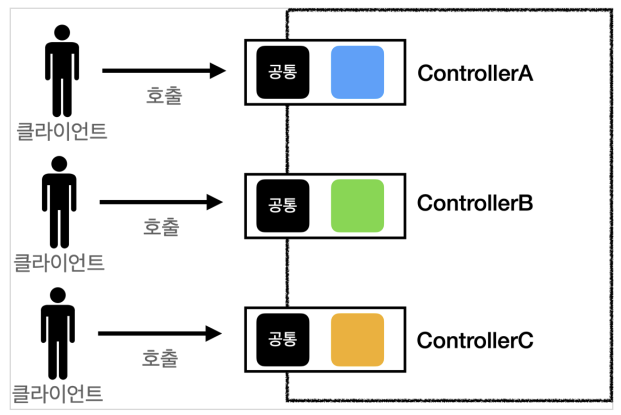 공통
ControllerA
호출
클라이언트
공통
ControllerB
호출
클라이언트
공통
ControllerC
호출
클라이언트